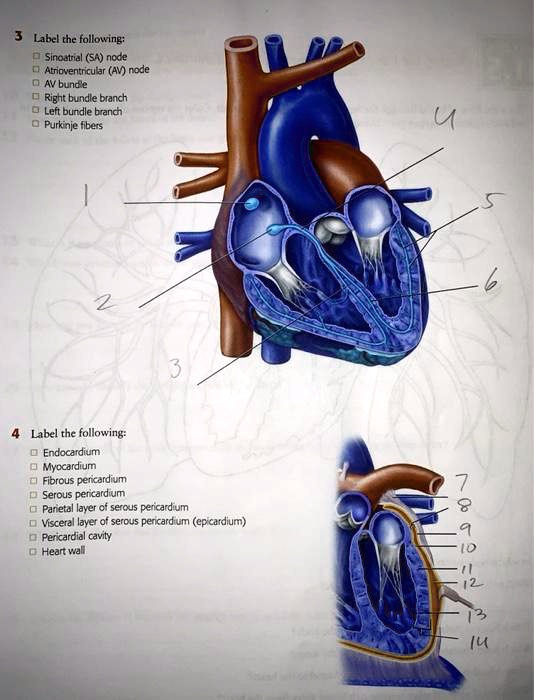 3 Label the following:
Sinoatrial (SA) node
Atrioventricular (AV) node
AV bundle
Right bundle branch
Left bundle branch
Purkinje fibers
1
2
3
4
5
6
4 Label the following:
Endocardium
Myocardium
Fibrous pericardium
Serous pericardium
Parietal layer of serous pericardium
Visceral layer of serous pericardium (epicardium)
Pericardial cavity
Heart wall
7
8
9
10
11
12
13
14